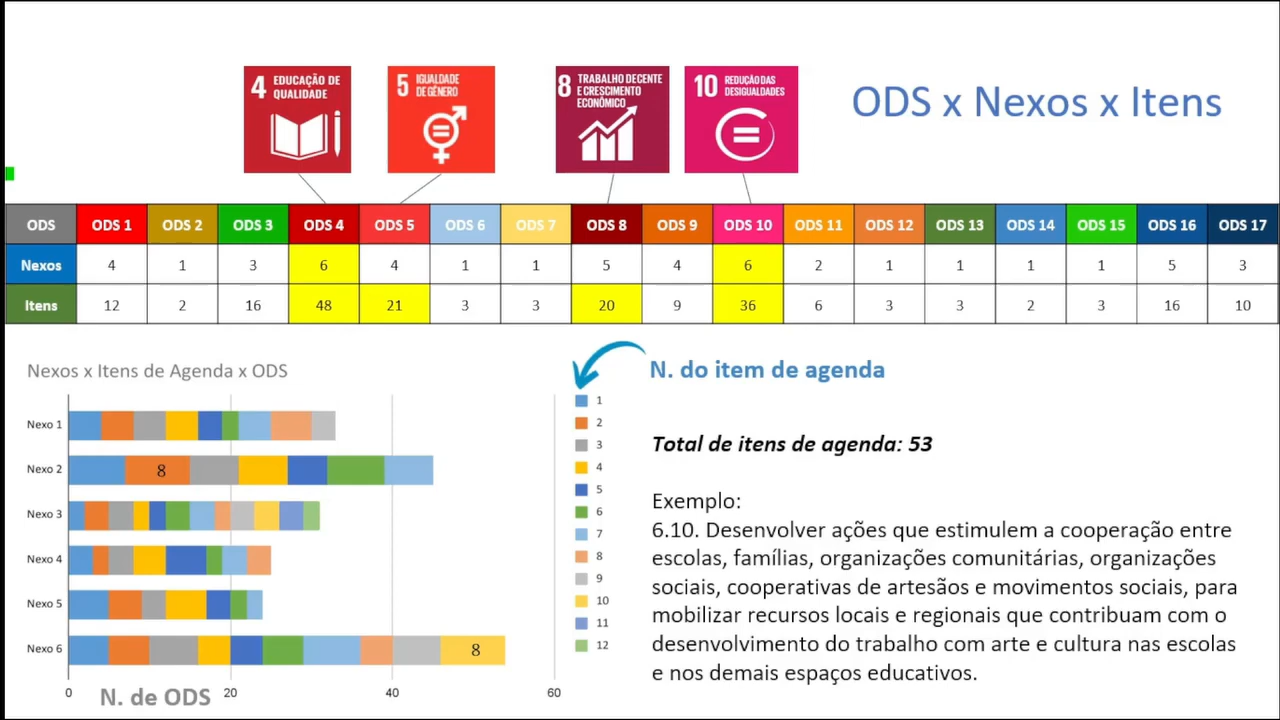 4 EDUCAÇÃO DE
QUALIDADE
5 IGUALDADE
DE GÊNERO
8 TRABALHO DECENTE
E CRESCIMENTO
ECONÔMICO
10 REDUÇÃO DAS
DESIGUALDADES
ODS x Nexos x Itens
ODS ODS 1 ODS 2 ODS 3 ODS 4 ODS 5 ODS 6 ODS 7 ODS 8 ODS 9 ODS 10 ODS 11 ODS 12 ODS 13 ODS 14 ODS 15 ODS 16 ODS 17
Nexos 4 1 3 6 4 1 1 5 4 6 2 1 1 1 1 5 3
Itens 12 2 16 48 21 3 3 20 9 36 6 3 3 2 3 16 10
Nexos x Itens de Agenda x ODS
Nexo 1
Nexo 2
8
Nexo 3
Nexo 4
Nexo 5
Nexo 6
8
0 20 40 60
N. de ODS
1
2
3
4
5
6
7
8
9
10
11
12
N. do item de agenda
Total de itens de agenda: 53
Exemplo:
6.10. Desenvolver ações que estimulem a cooperação entre
escolas, famílias, organizações comunitárias, organizações
sociais, cooperativas de artesãos e movimentos sociais, para
mobilizar recursos locais e regionais que contribuam com o
desenvolvimento do trabalho com arte e cultura nas escolas
e nos demais espaços educativos.